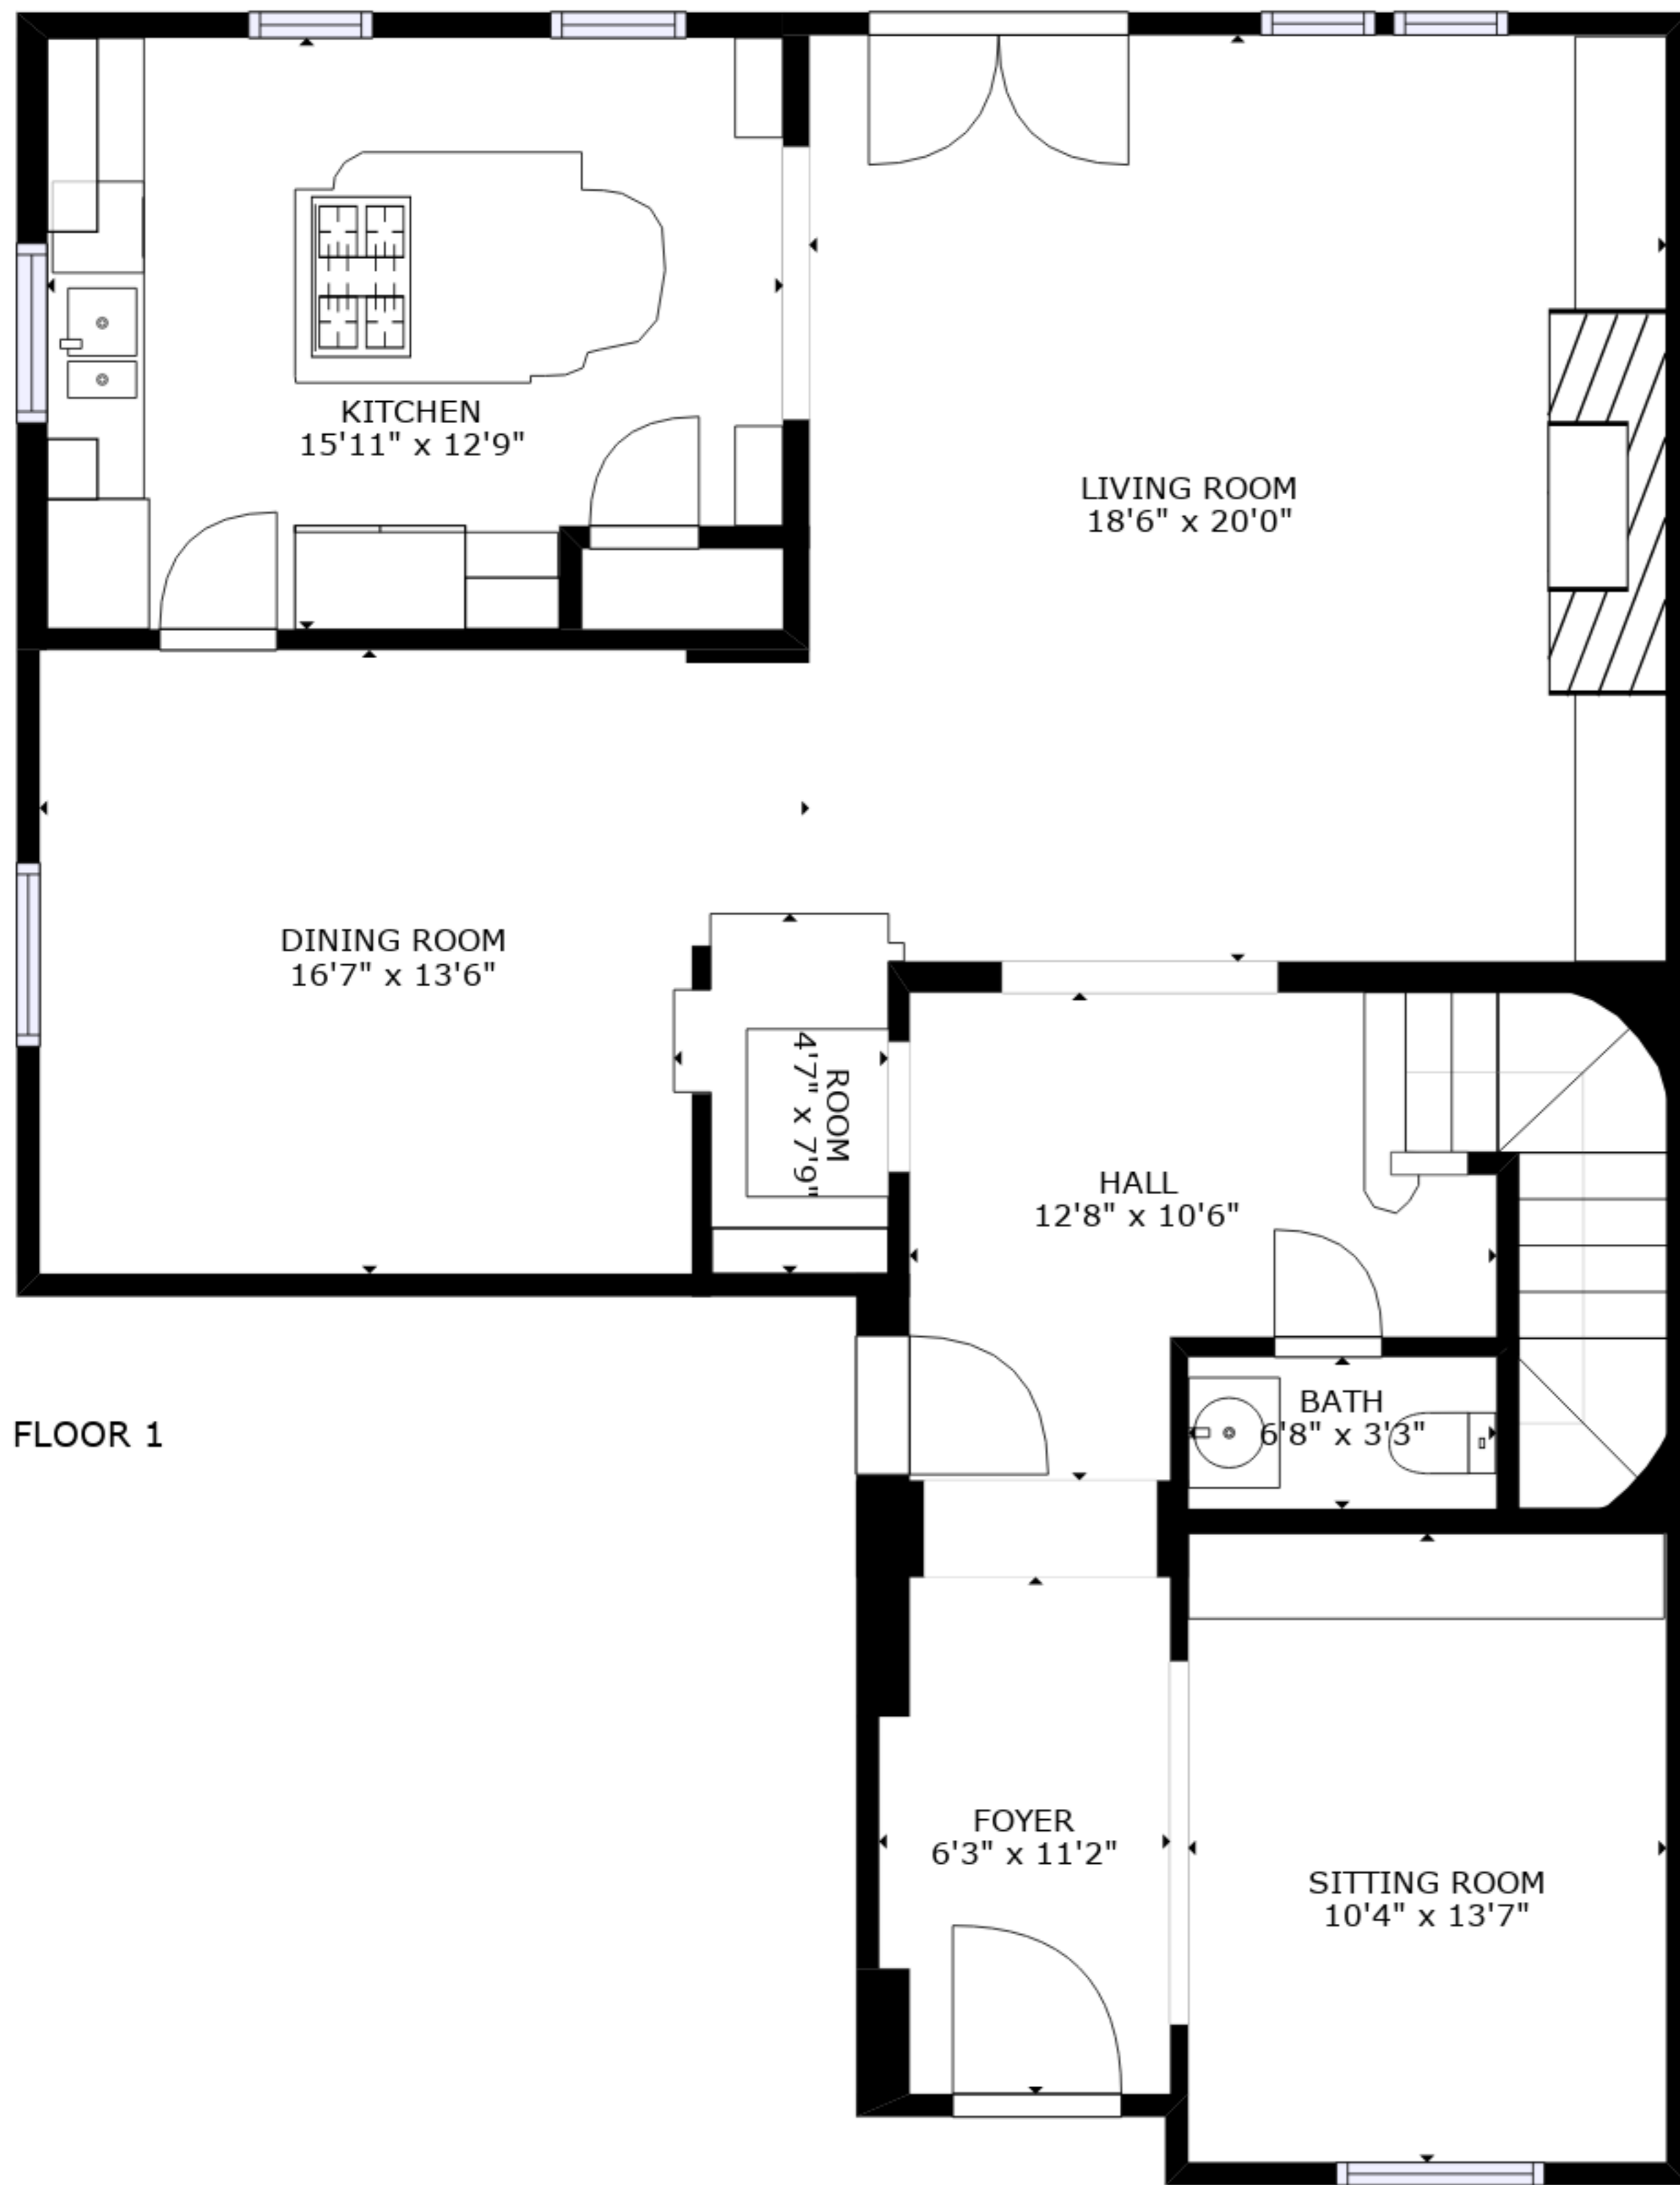 KITCHEN
15'11" x 12'9"
LIVING ROOM
18'6" x 20'0"
DINING ROOM
16'7" x 13'6"
ROOM
4'7" x 7'9"
HALL
12'8" x 10'6"
BATH
6'8" x 3'3"
FLOOR 1
FOYER
6'3" x 11'2"
SITTING ROOM
10'4" x 13'7"